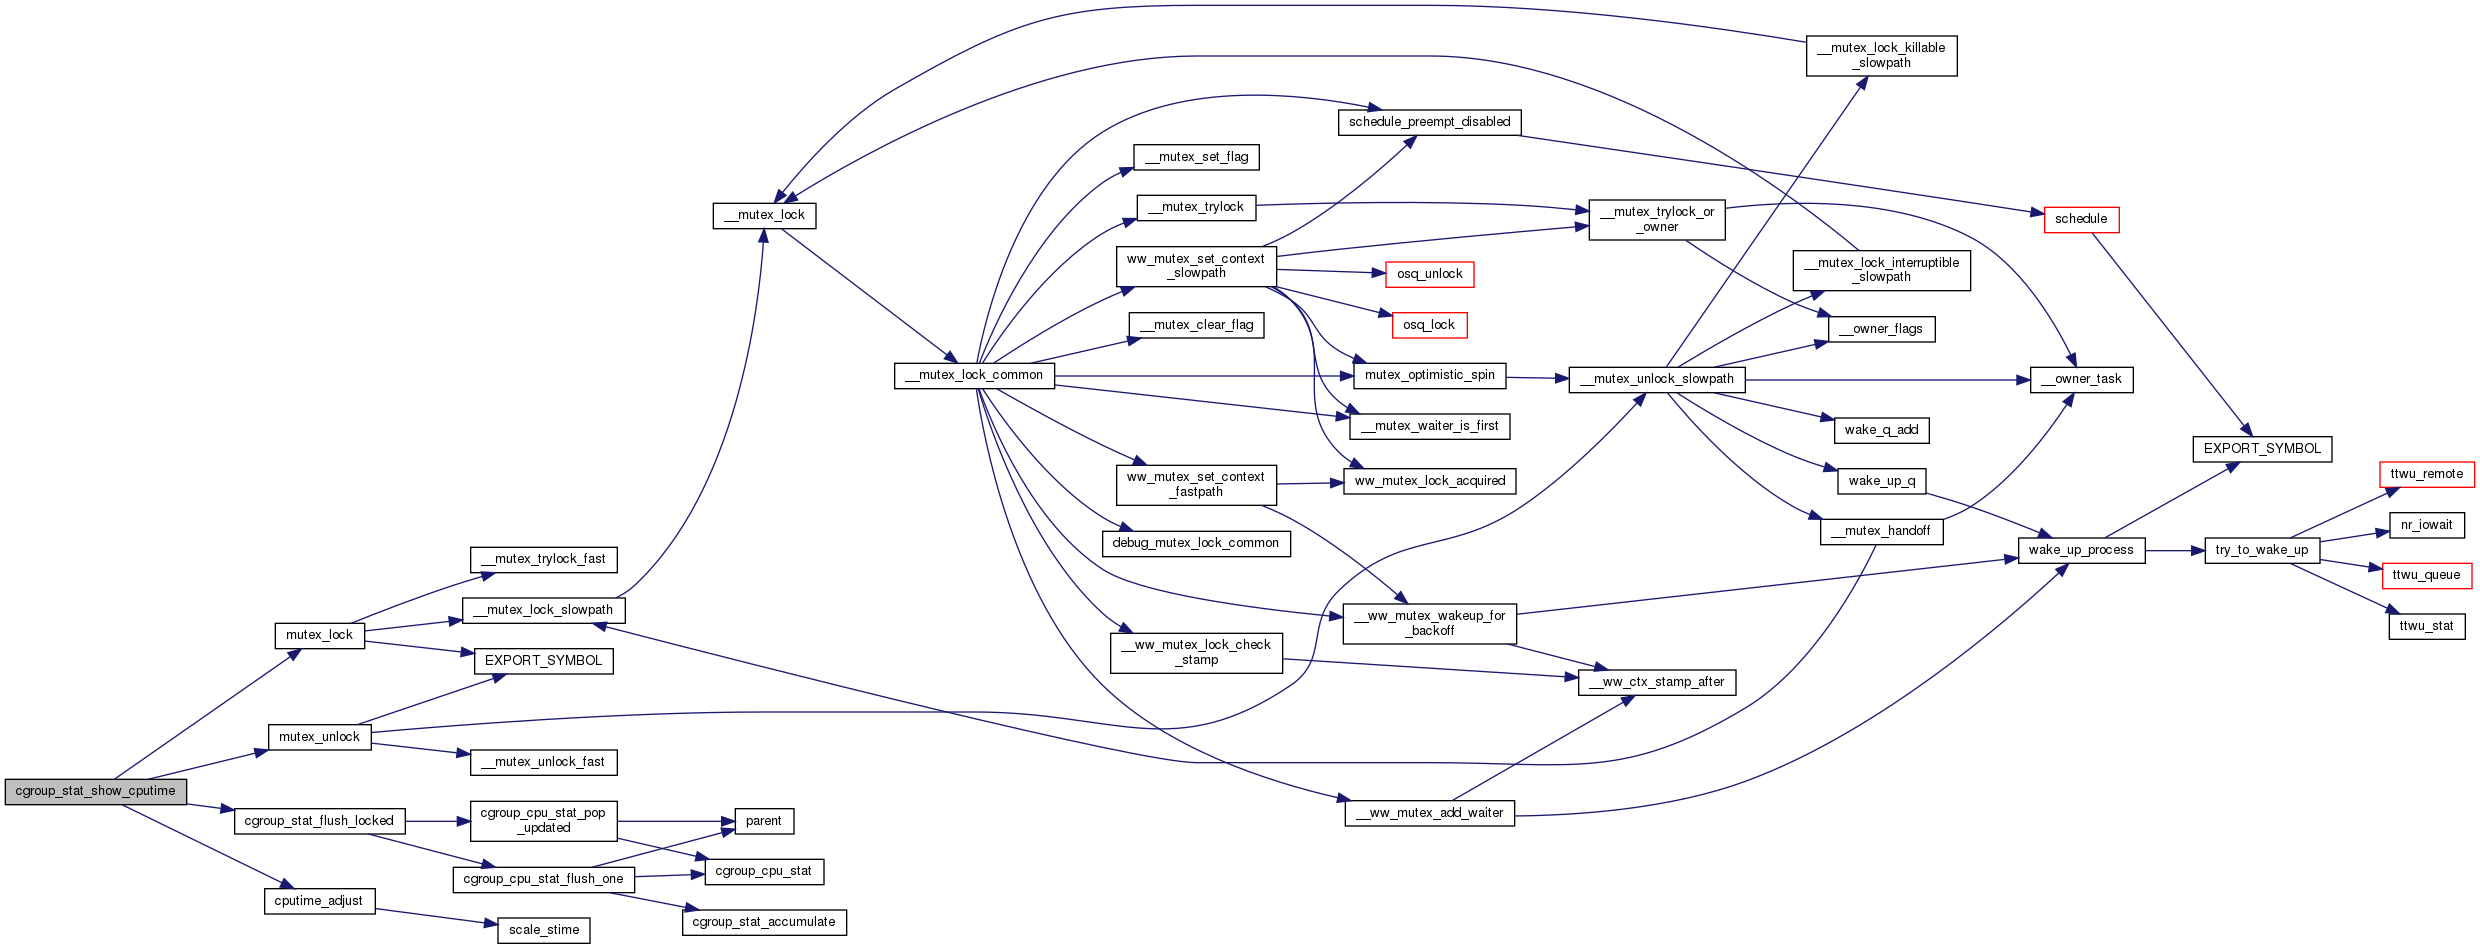 cgroup_stat_show_cputime
mutex_lock
mutex_unlock
cgroup_stat_flush_locked
cputime_adjust
__mutex_trylock_fast
__mutex_lock_slowpath
EXPORT_SYMBOL
__mutex_unlock_fast
cgroup_cpu_stat_pop
_updated
cgroup_cpu_stat_flush_one
scale_stime
__mutex_lock
parent
cgroup_cpu_stat
cgroup_stat_accumulate
__mutex_lock_common
__mutex_set_flag
__mutex_trylock
ww_mutex_set_context
_slowpath
__mutex_clear_flag
ww_mutex_set_context
_fastpath
debug_mutex_lock_common
__ww_mutex_lock_check
_stamp
schedule_preempt_disabled
osq_unlock
osq_lock
mutex_optimistic_spin
__mutex_waiter_is_first
ww_mutex_lock_acquired
__ww_mutex_wakeup_for
_backoff
__ww_mutex_add_waiter
__mutex_trylock_or
_owner
__mutex_unlock_slowpath
__ww_ctx_stamp_after
__mutex_lock_killable
_slowpath
__mutex_lock_interruptible
_slowpath
__owner_flags
wake_q_add
wake_up_q
__mutex_handoff
schedule
__owner_task
wake_up_process
EXPORT_SYMBOL
try_to_wake_up
ttwu_remote
nr_iowait
ttwu_queue
ttwu_stat